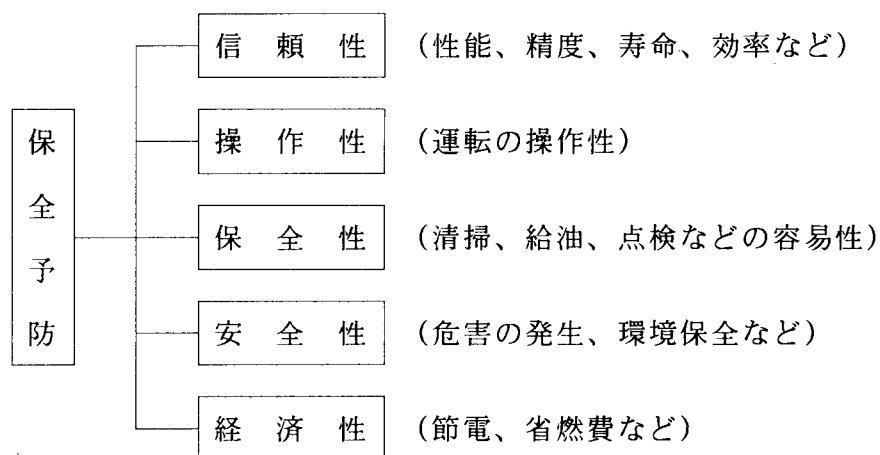 保全予防
信頼性 (性能、精度、寿命、効率など)
操作性 (運転の操作性)
保全性 (清掃、給油、点検などの容易性)
安全性 (危害の発生、環境保全など)
経済性 (節電、省燃費など)